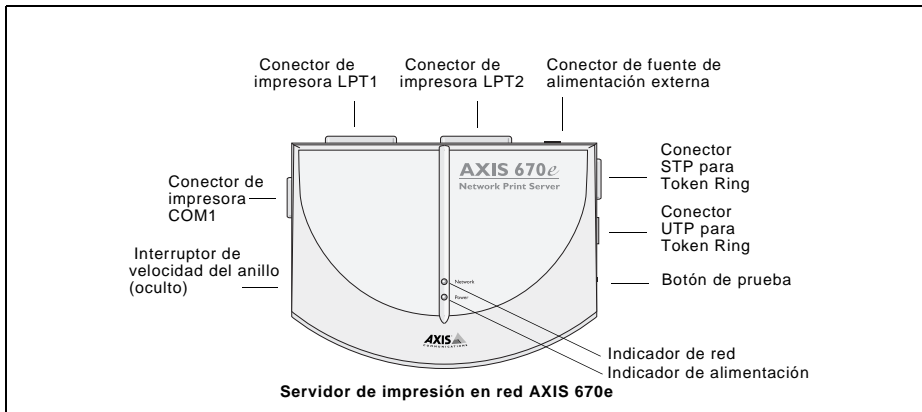 Conector de
impresora LPT1
Conector de
impresora LPT2
Conector de fuente de
alimentación externa
Conector
STP para
Token Ring
Conector de
impresora
COM1
Conector
UTP para
Token Ring
Interruptor de
velocidad del anillo
(oculto)
Botón de prueba
AXIS 670e
Network Print Server
Network
Power
AXIS
COMMUNICATIONS
Indicador de red
Indicador de alimentación
Servidor de impresión en red AXIS 670e